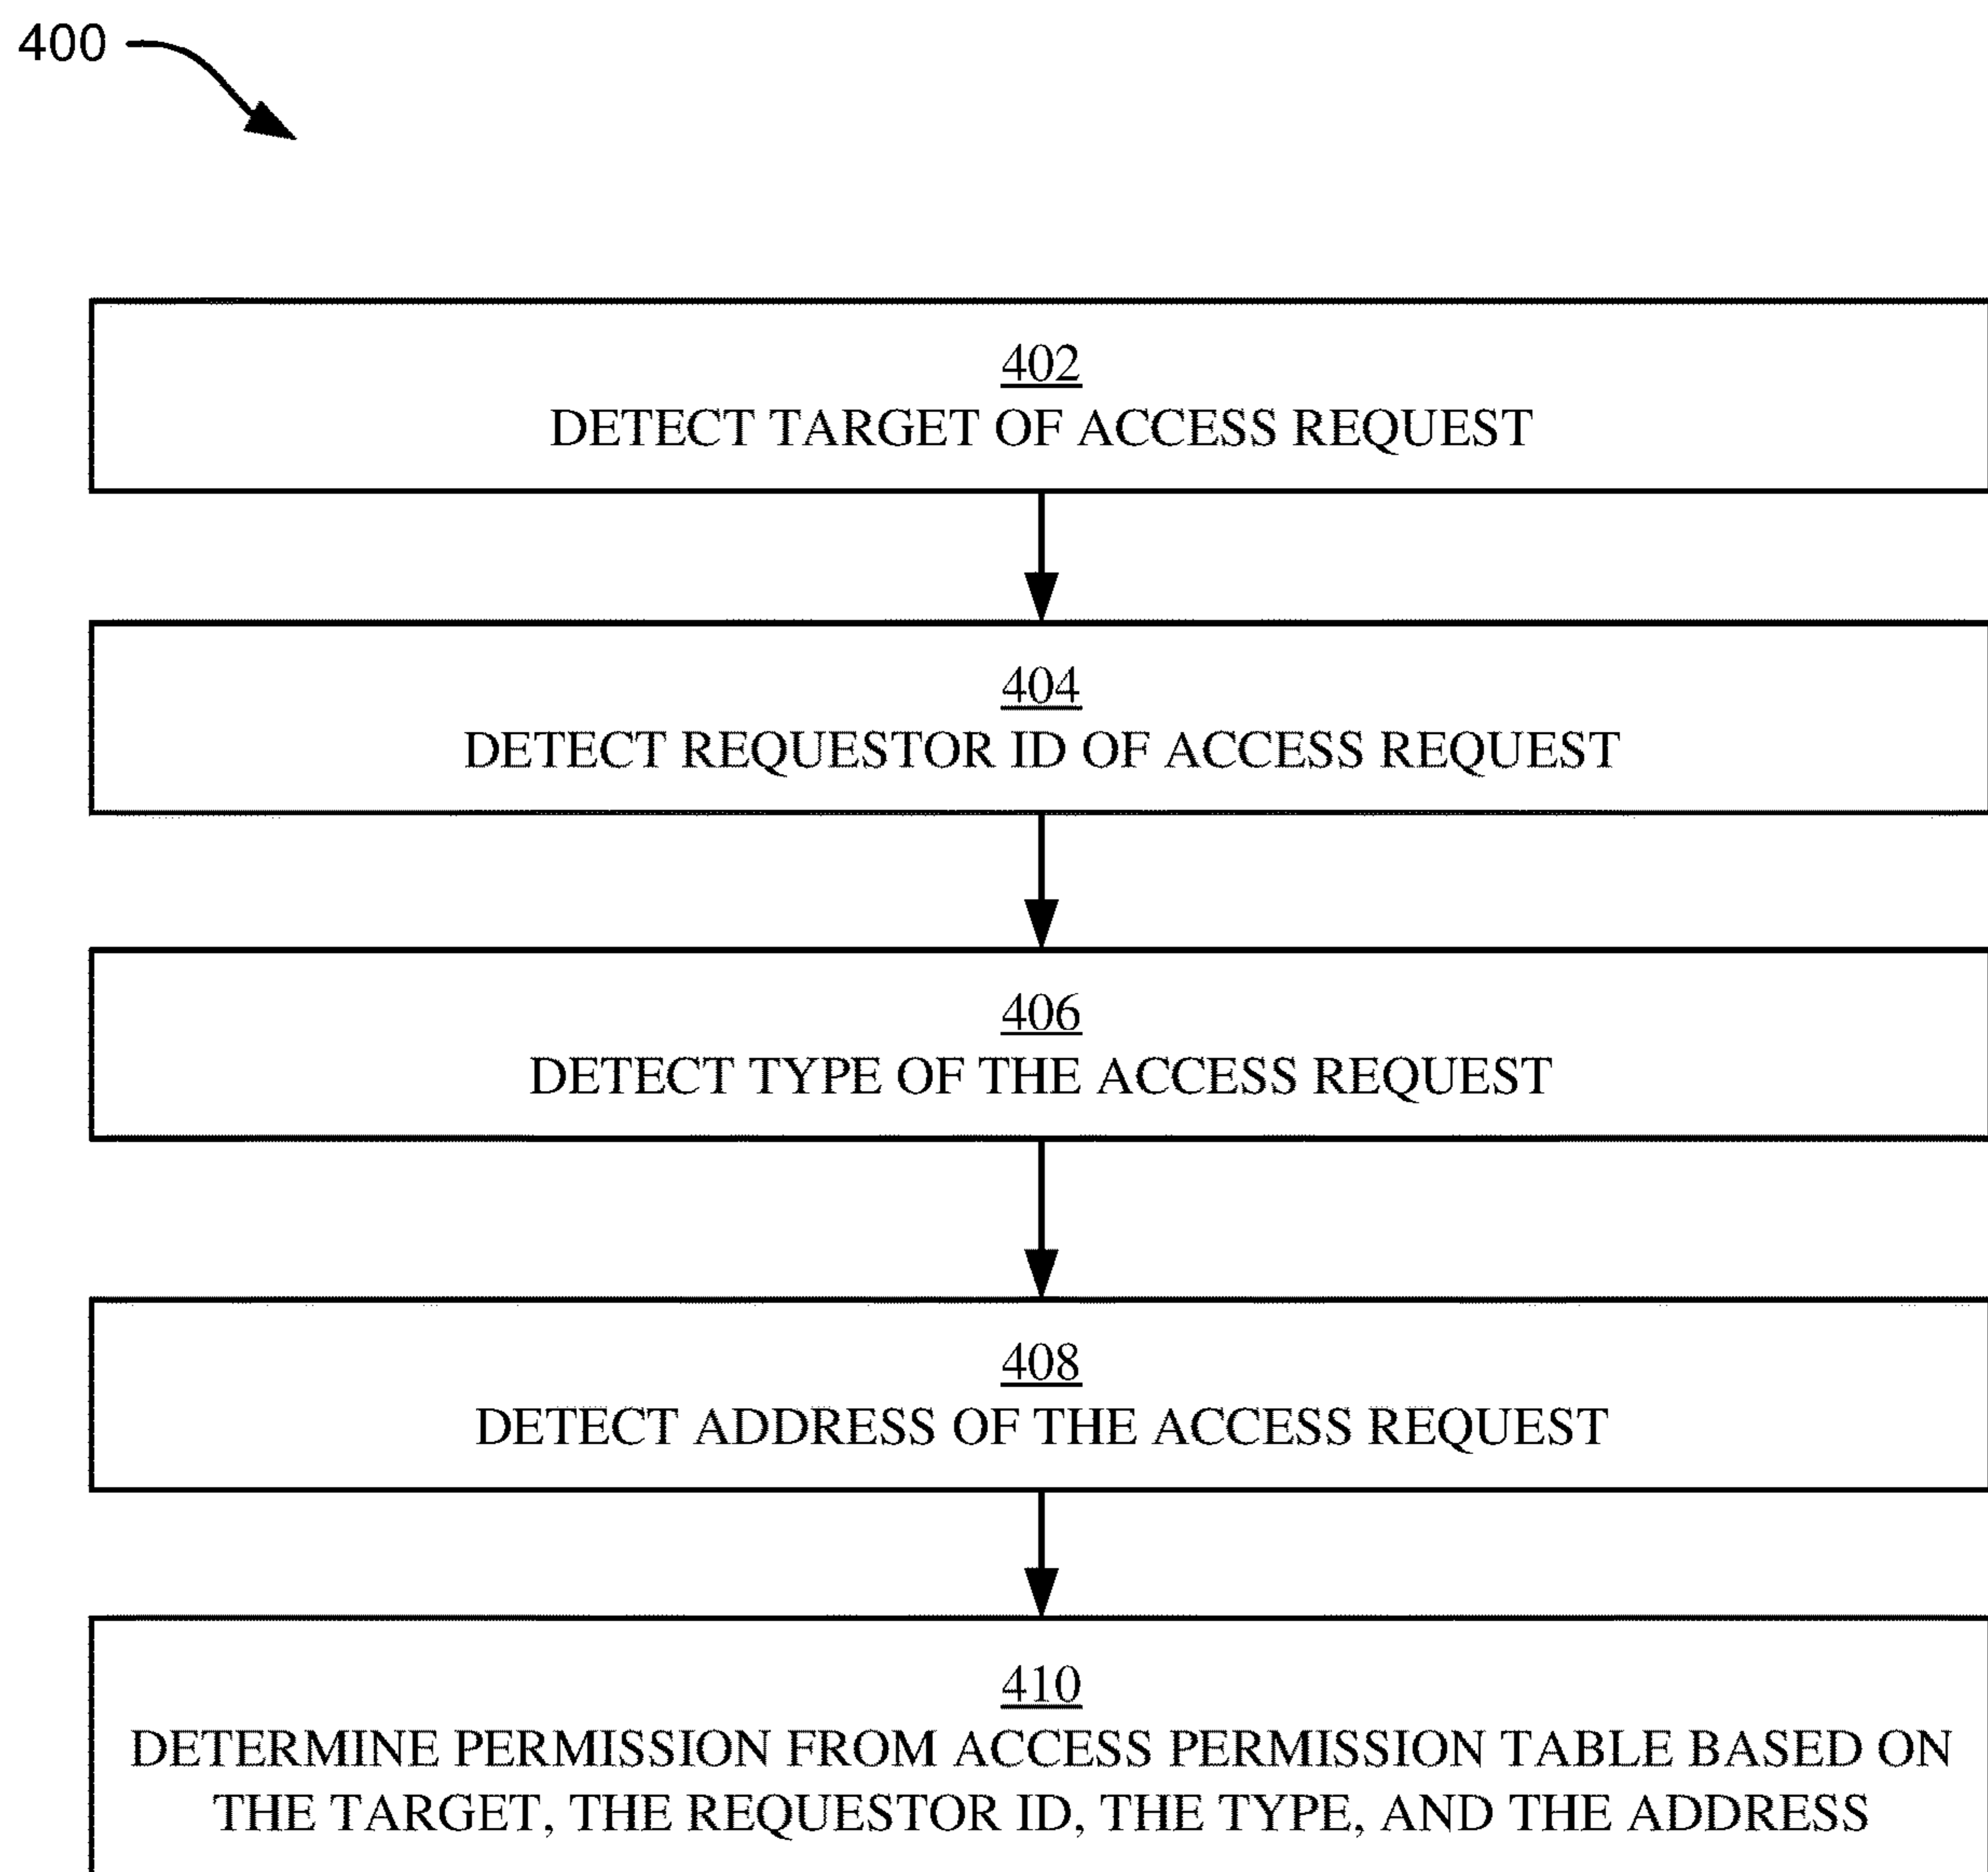 400
402
DETECT TARGET OF ACCESS REQUEST
404
DETECT REQUESTOR ID OF ACCESS REQUEST
406
DETECT TYPE OF THE ACCESS REQUEST
408
DETECT ADDRESS OF THE ACCESS REQUEST
410
DETERMINE PERMISSION FROM ACCESS PERMISSION TABLE BASED ON
THE TARGET, THE REQUESTOR ID, THE TYPE, AND THE ADDRESS